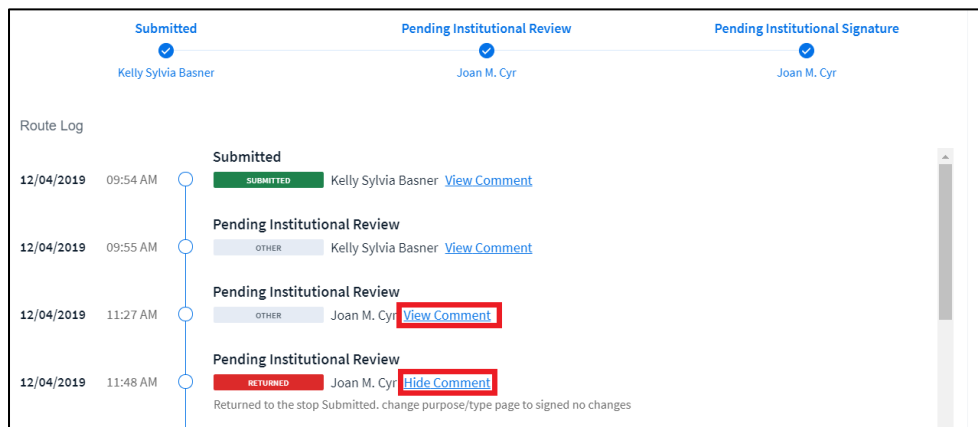 Submitted Pending Institutional Review Pending Institutional Signature
Kelly Sylvia Basner Joan M. Cyr Joan M. Cyr
Route Log
Submitted
12/04/2019 09:54 AM SUBMITTED Kelly Sylvia Basner View Comment
Pending Institutional Review
12/04/2019 09:55 AM OTHER Kelly Sylvia Basner View Comment
Pending Institutional Review
12/04/2019 11:27 AM OTHER Joan M. Cyr View Comment
Pending Institutional Review
12/04/2019 11:48 AM RETURNED Joan M. Cyr Hide Comment
Returned to the stop Submitted. change purpose/type page to signed no changes